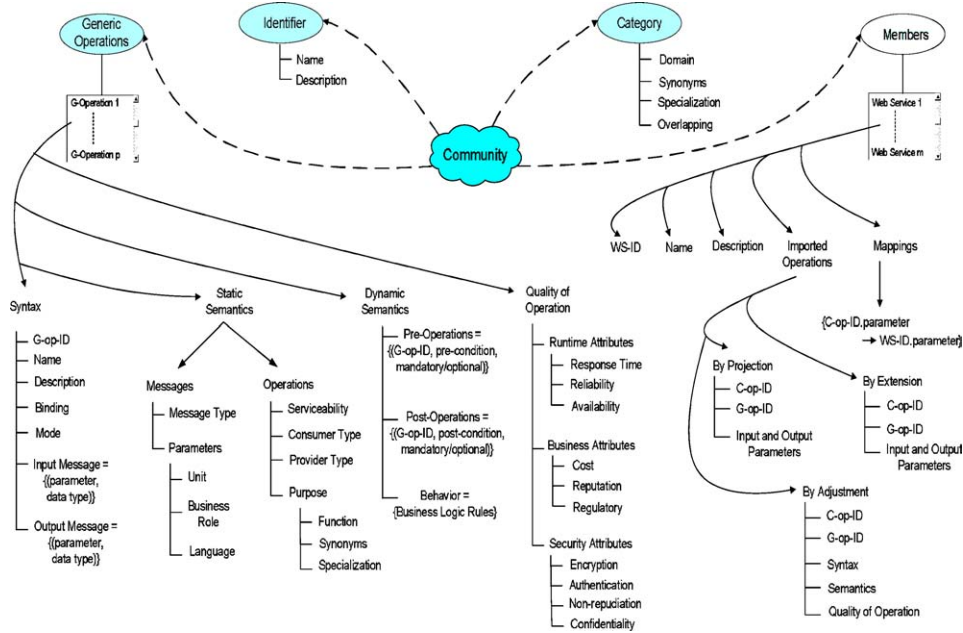 Generic
Operations
Identifier
Category
Members
Name
Description
Domain
Synonyms
Specialization
Overlapping
G-Operation 1
G-Operation p
Community
Web Service 1
Web Service m
WS-ID
Name
Description
Imported
Operations
Mappings
Syntax
Static
Semantics
Dynamic
Semantics
Quality of
Operation
G-op-ID
Name
Description
Binding
Mode
Input Message =
{(parameter,
data type)}
Output Message =
{(parameter,
data type)}
Messages
Message Type
Parameters
Unit
Business
Role
Language
Operations
Serviceability
Consumer Type
Provider Type
Purpose
Function
Synonyms
Specialization
Pre-Operations =
{(G-op-ID, pre-condition,
mandatory/optional)}
Post-Operations =
{(G-op-ID, post-condition,
mandatory/optional)}
Behavior =
{Business Logic Rules}
Runtime Attributes
Response Time
Reliability
Availability
Business Attributes
Cost
Reputation
Regulatory
Security Attributes
Encryption
Authentication
Non-repudiation
Confidentiality
{C-op-ID,parameter
WS-ID,parameter}
By Projection
C-op-ID
G-op-ID
Input and Output
Parameters
By Extension
C-op-ID
G-op-ID
Input and Output
Parameters
By Adjustment
C-op-ID
G-op-ID
Syntax
Semantics
Quality of Operation